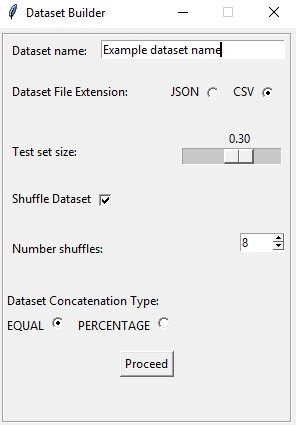 Dataset Builder
Dataset name: Example dataset name
Dataset File Extension: JSON CSV
0.30
Test set size:
Shuffle Dataset
Number shuffles: 8
Dataset Concatenation Type:
EQUAL PERCENTAGE
Proceed